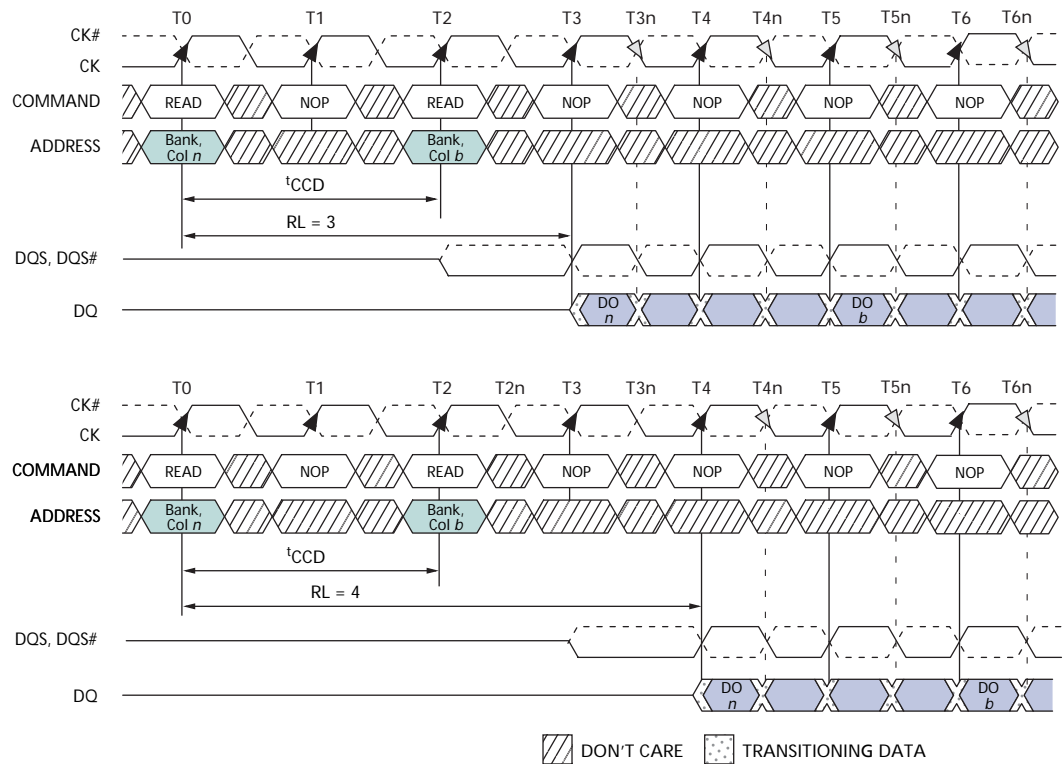 T0 T1 T2 T3 T3n T4 T4n T5 T5n T6 T6n
CK#
CK
COMMAND READ NOP READ NOP NOP NOP NOP
ADDRESS Bank, Col n Bank, Col b
tCCD
RL = 3
DQS, DQS#
DQ DO n DO b
T0 T1 T2 T2n T3 T3n T4 T4n T5 T5n T6 T6n
CK#
CK
COMMAND READ NOP READ NOP NOP NOP NOP
ADDRESS Bank, Col n Bank, Col b
tCCD
RL = 4
DQS, DQS#
DQ DO n DO b
DON'T CARE TRANSITIONING DATA